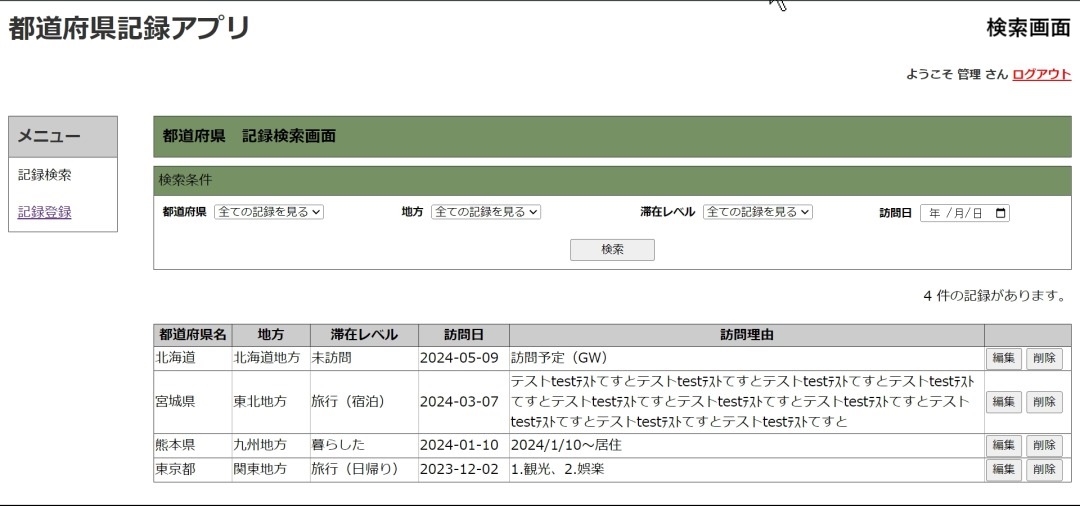 都道府県記録アプリ
検索画面
ようこそ 管理 さん ログアウト
メニュー
記録検索
記録登録
都道府県　記録検索画面
検索条件
都道府県 全ての記録を見る 地方 全ての記録を見る 滞在レベル 全ての記録を見る 訪問日 年 /月/日
検索
4 件の記録があります。
都道府県名 地方 滞在レベル 訪問日 訪問理由
北海道 北海道地方 未訪問 2024-05-09 訪問予定（GW） 編集 削除
テストtestﾃｽﾄてすとテストtestﾃｽﾄてすとテストtestﾃｽﾄてすとテストtestﾃｽﾄ
宮城県 東北地方 旅行（宿泊） 2024-03-07 てすとテストtestﾃｽﾄてすとテストtestﾃｽﾄてすとテストtestﾃｽﾄてすとテスト 編集 削除
testﾃｽﾄてすとテストtestﾃｽﾄてすとテストtestﾃｽﾄてすと
熊本県 九州地方 暮らした 2024-01-10 2024/1/10～居住 編集 削除
東京都 関東地方 旅行（日帰り） 2023-12-02 1.観光、2.娯楽 編集 削除